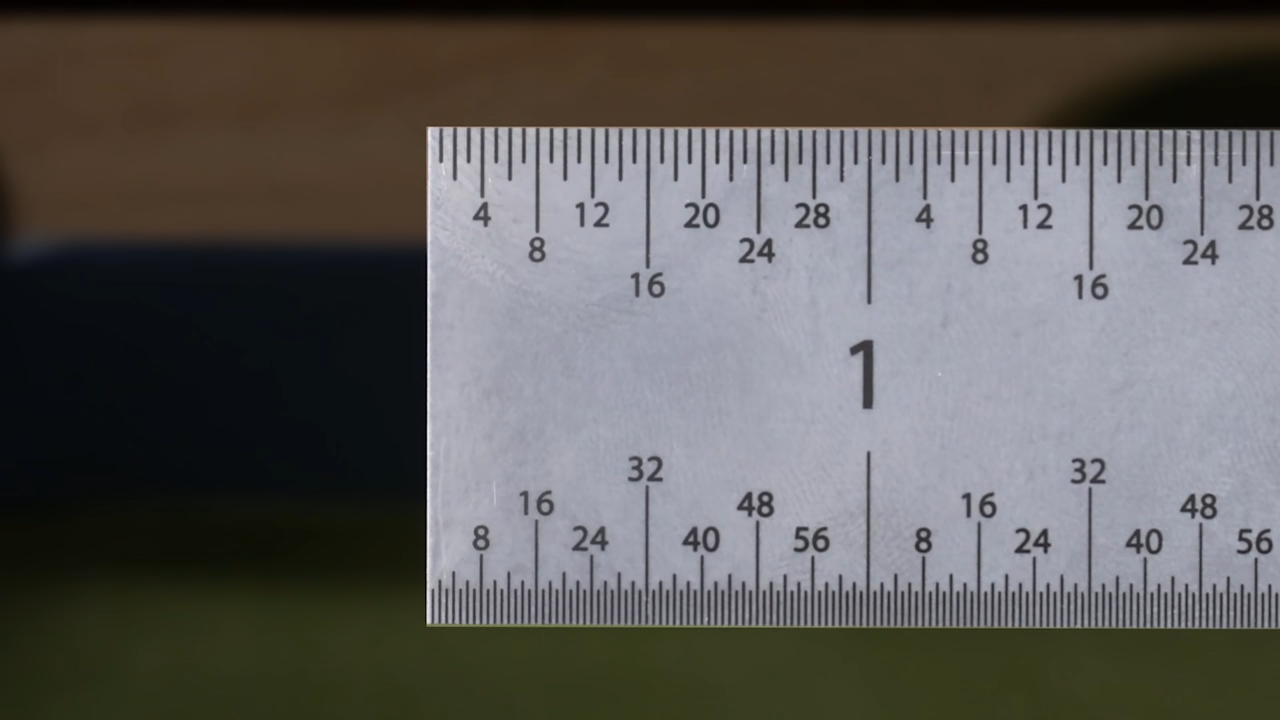 4 12 20 28 4 12 20 28
8 24 8 24
16 16
1
32 32
16 48 16 48
8 24 40 56 8 24 40 56